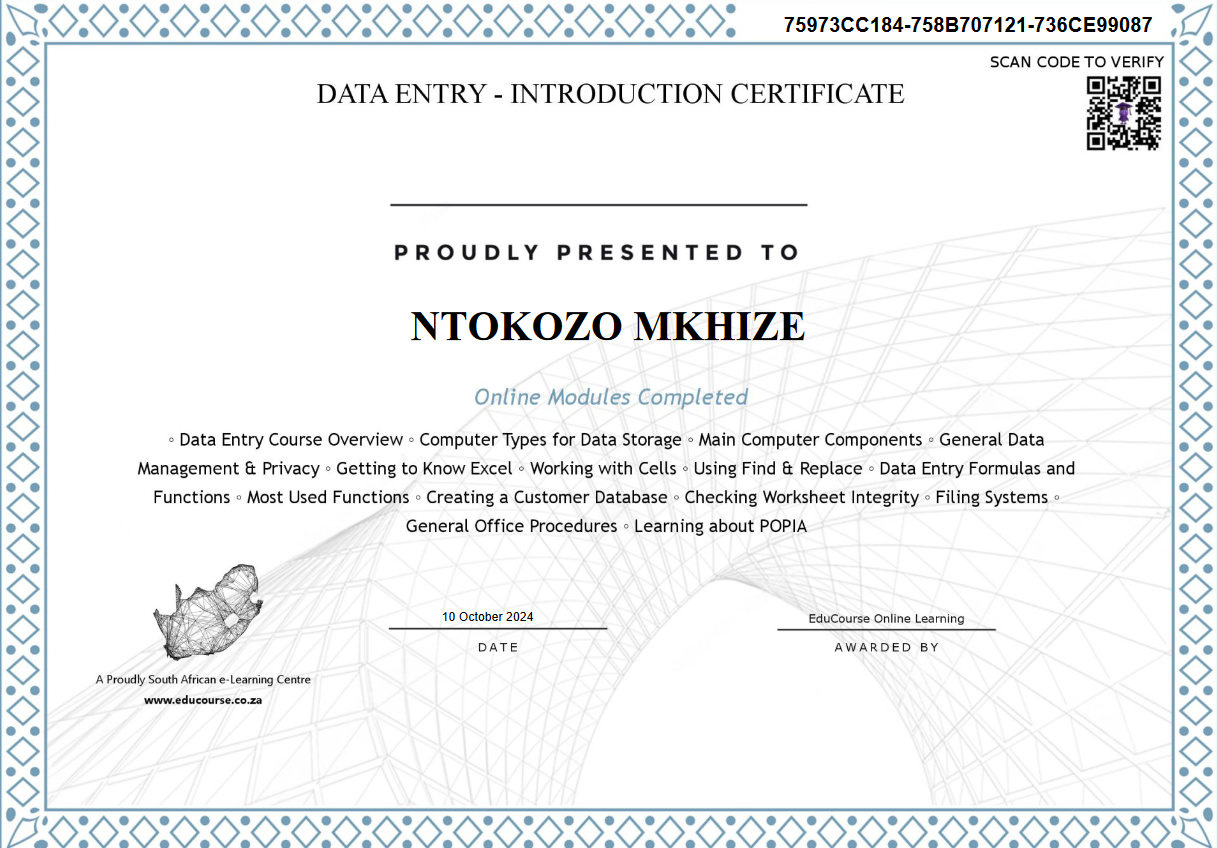 75973CC184-758B707121-736CE99087
SCAN CODE TO VERIFY
DATA ENTRY - INTRODUCTION CERTIFICATE
PROUDLY PRESENTED TO
NTOKOZO MKHIZE
Online Modules Completed
◦ Data Entry Course Overview ◦ Computer Types for Data Storage ◦ Main Computer Components ◦ General Data
Management & Privacy ◦ Getting to Know Excel ◦ Working with Cells ◦ Using Find & Replace ◦ Data Entry Formulas and
Functions ◦ Most Used Functions ◦ Creating a Customer Database ◦ Checking Worksheet Integrity ◦ Filing Systems ◦
General Office Procedures ◦ Learning about POPIA
10 October 2024
DATE
EduCourse Online Learning
AWARDED BY
A Proudly South African e-Learning Centre
www.educourse.co.za